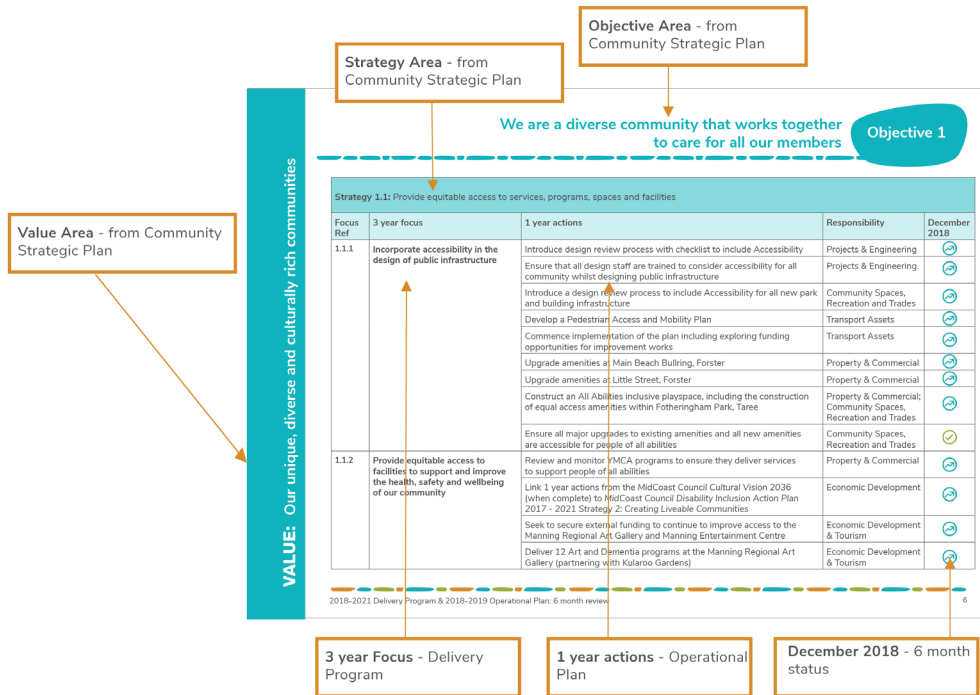 Objective Area - from
Community Strategic Plan
Strategy Area - from
Community Strategic Plan
Value Area - from Community
Strategic Plan
VALUE: Our unique, diverse and culturally rich communities
We are a diverse community that works together
to care for all our members
Objective 1
Strategy 1.1: Provide equitable access to services, programs, spaces and facilities
Focus
Ref
3 year focus
1 year actions
Responsibility
December
2018
1.1.1
Incorporate accessibility in the
design of public infrastructure
Introduce design review process with checklist to include Accessibility
Projects & Engineering
Ensure that all design staff are trained to consider accessibility for all
community whilst designing public infrastructure
Projects & Engineering
Introduce a design review process to include Accessibility for all new park
and building infrastructure
Community Spaces,
Recreation and Trades
Develop a Pedestrian Access and Mobility Plan
Transport Assets
Commence implementation of the plan including exploring funding
opportunities for improvement works
Transport Assets
Upgrade amenities at Main Beach Bullring, Forster
Property & Commercial
Upgrade amenities at Little Street, Forster
Property & Commercial
Construct an All Abilities inclusive playspace, including the construction
of equal access amenities within Fotheringham Park, Taree
Property & Commercial;
Community Spaces,
Recreation and Trades
Ensure all major upgrades to existing amenities and all new amenities
are accessible for people of all abilities
Community Spaces,
Recreation and Trades
1.1.2
Provide equitable access to
facilities to support and improve
the health, safety and wellbeing
of our community
Review and monitor YMCA programs to ensure they deliver services
to support people of all abilities
Property & Commercial
Link 1 year actions from the MidCoast Council Cultural Vision 2036
(when complete) to MidCoast Council Disability Inclusion Action Plan
2017 - 2021 Strategy 2: Creating Liveable Communities
Economic Development
Seek to secure external funding to continue to improve access to the
Manning Regional Art Gallery and Manning Entertainment Centre
Economic Development
& Tourism
Deliver 12 Art and Dementia programs at the Manning Regional Art
Gallery (partnering with Kularoo Gardens)
Economic Development
& Tourism
2018-2021 Delivery Program & 2018-2019 Operational Plan: 6 month review
6
3 year Focus - Delivery
Program
1 year actions - Operational
Plan
December 2018 - 6 month
status